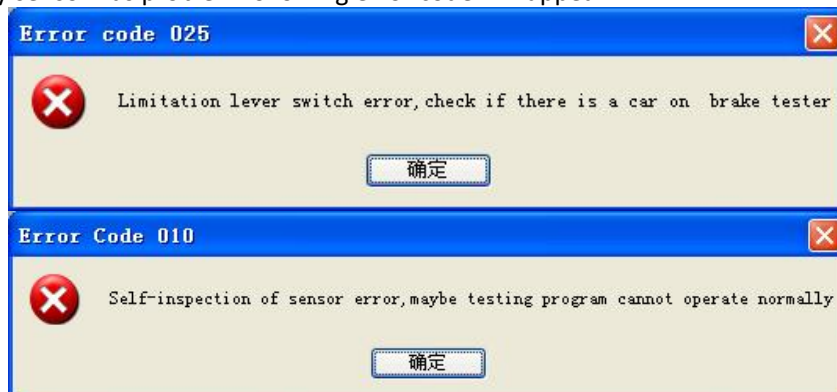 Error code 025
Limitation lever switch error,check if there is a car on brake tester
确定
Error Code 010
Self-inspection of sensor error,maybe testing program cannot operate normally
确定